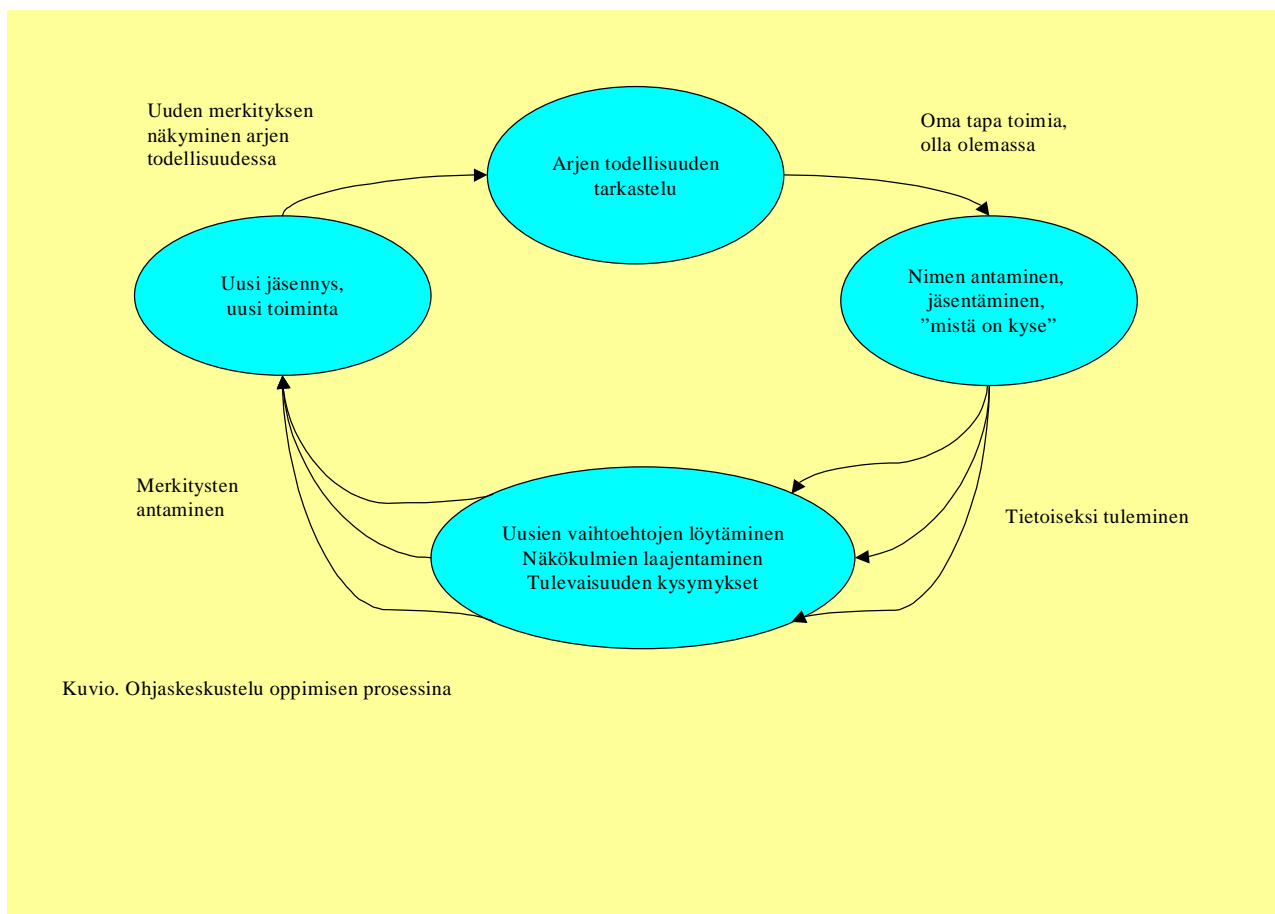 Uuden merkityksen
näkyminen arjen
todellisuudessa
Arjen todellisuuden
tarkastelu
Oma tapa toimia,
olla olemassa
Uusi jäsennys,
uusi toiminta
Nimen antaminen,
jäsentäminen,
”mistä on kyse”
Merkitysten
antaminen
Uusien vaihtoehtojen löytäminen
Näkökulmien laajentaminen
Tulevaisuuden kysymykset
Tietoiseksi tuleminen
Kuvio. Ohjaskeskustelu oppimisen prosessina